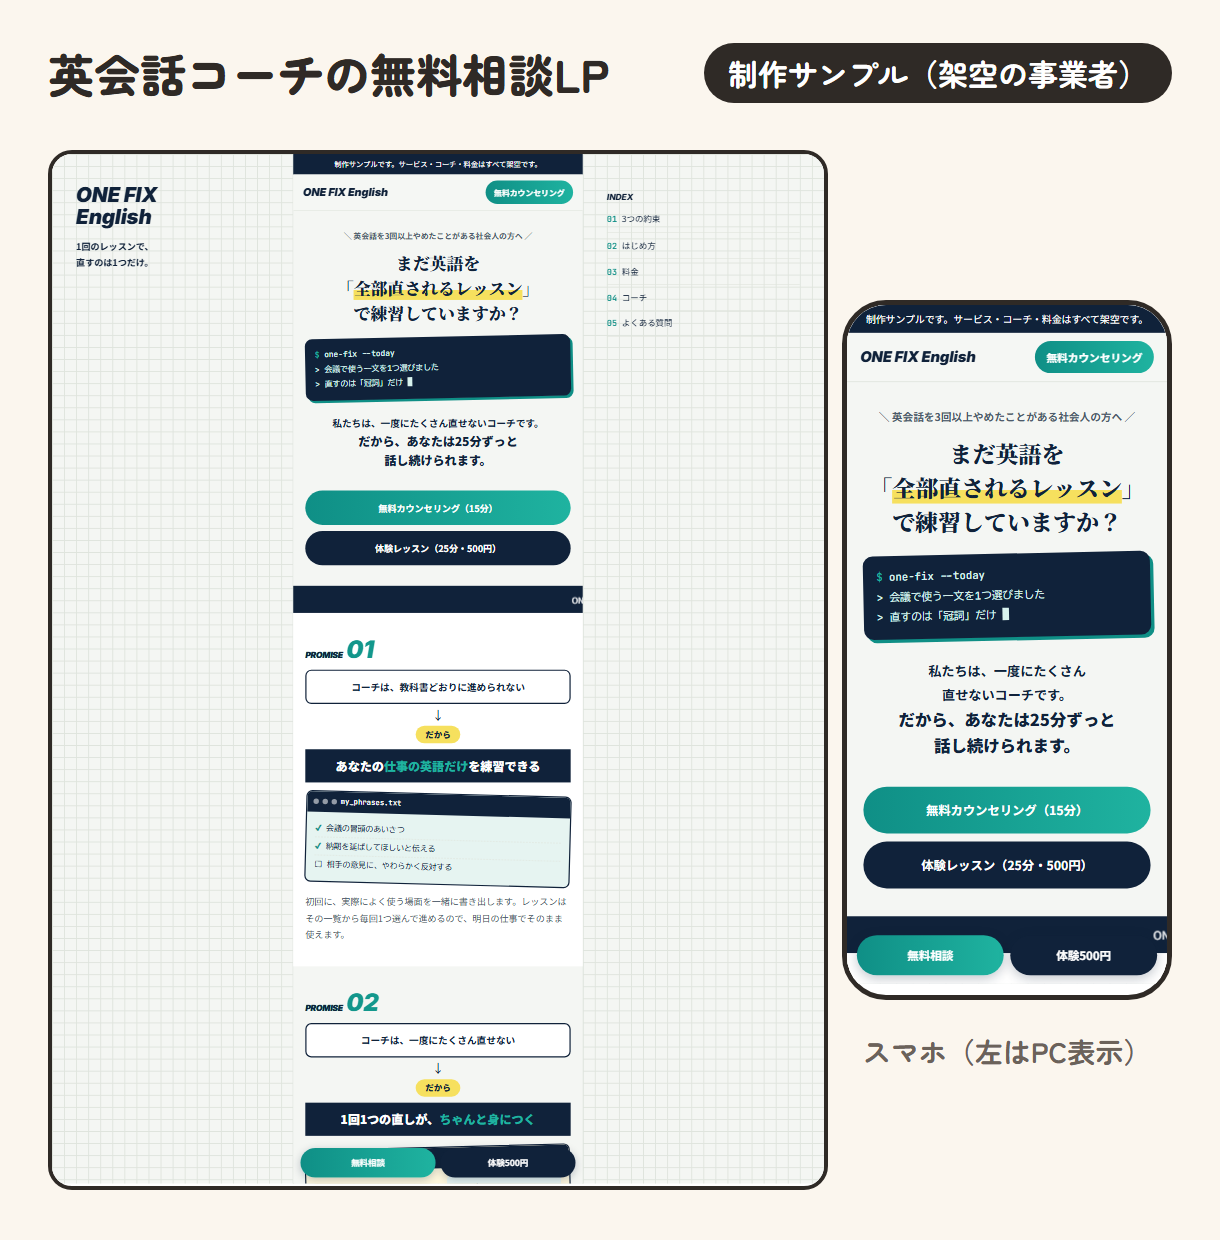 英会話コーチの無料相談LP
制作サンプル（架空の事業者）
ONE FIX
English
1回のレッスンで、
直すのは1つだけ。
制作サンプルです。サービス・コーチ・料金はすべて架空です。
ONE FIX English
無料カウンセリング
＼ 英会話を3回以上やめたことがある社会人の方へ ／
まだ英語を
「全部直されるレッスン」
で練習していますか？
$ one-fix --today
> 会議で使う一文を1つ選びました
> 直すのは「冠詞」だけ
私たちは、一度にたくさん直せないコーチです。
だから、あなたは25分ずっと
話し続けられます。
無料カウンセリング（15分）
体験レッスン（25分・500円）
ON
PROMISE 01
コーチは、教科書どおりに進められない
↓
だから
あなたの仕事の英語だけを練習できる
my_phrases.txt
✓ 会議の冒頭のあいさつ
✓ 納期を延ばしてほしいと伝える
☐ 相手の意見に、やわらかく反対する
初回に、実際によく使う場面を一緒に書き出します。レッスンは
その一覧から毎回1つ選んで進めるので、明日の仕事でそのまま
使えます。
PROMISE 02
コーチは、一度にたくさん直せない
↓
だから
1回1つの直しが、ちゃんと身につく
無料相談
体験500円
INDEX
01 3つの約束
02 はじめ方
03 料金
04 コーチ
05 よくある質問
制作サンプルです。サービス・コーチ・料金はすべて架空です。
ONE FIX English
無料カウンセリング
＼ 英会話を3回以上やめたことがある社会人の方へ ／
まだ英語を
「全部直されるレッスン」
で練習していますか？
$ one-fix --today
> 会議で使う一文を1つ選びました
> 直すのは「冠詞」だけ
私たちは、一度にたくさん
直せないコーチです。
だから、あなたは25分ずっと
話し続けられます。
無料カウンセリング（15分）
体験レッスン（25分・500円）
ON
無料相談
体験500円
スマホ（左はPC表示）